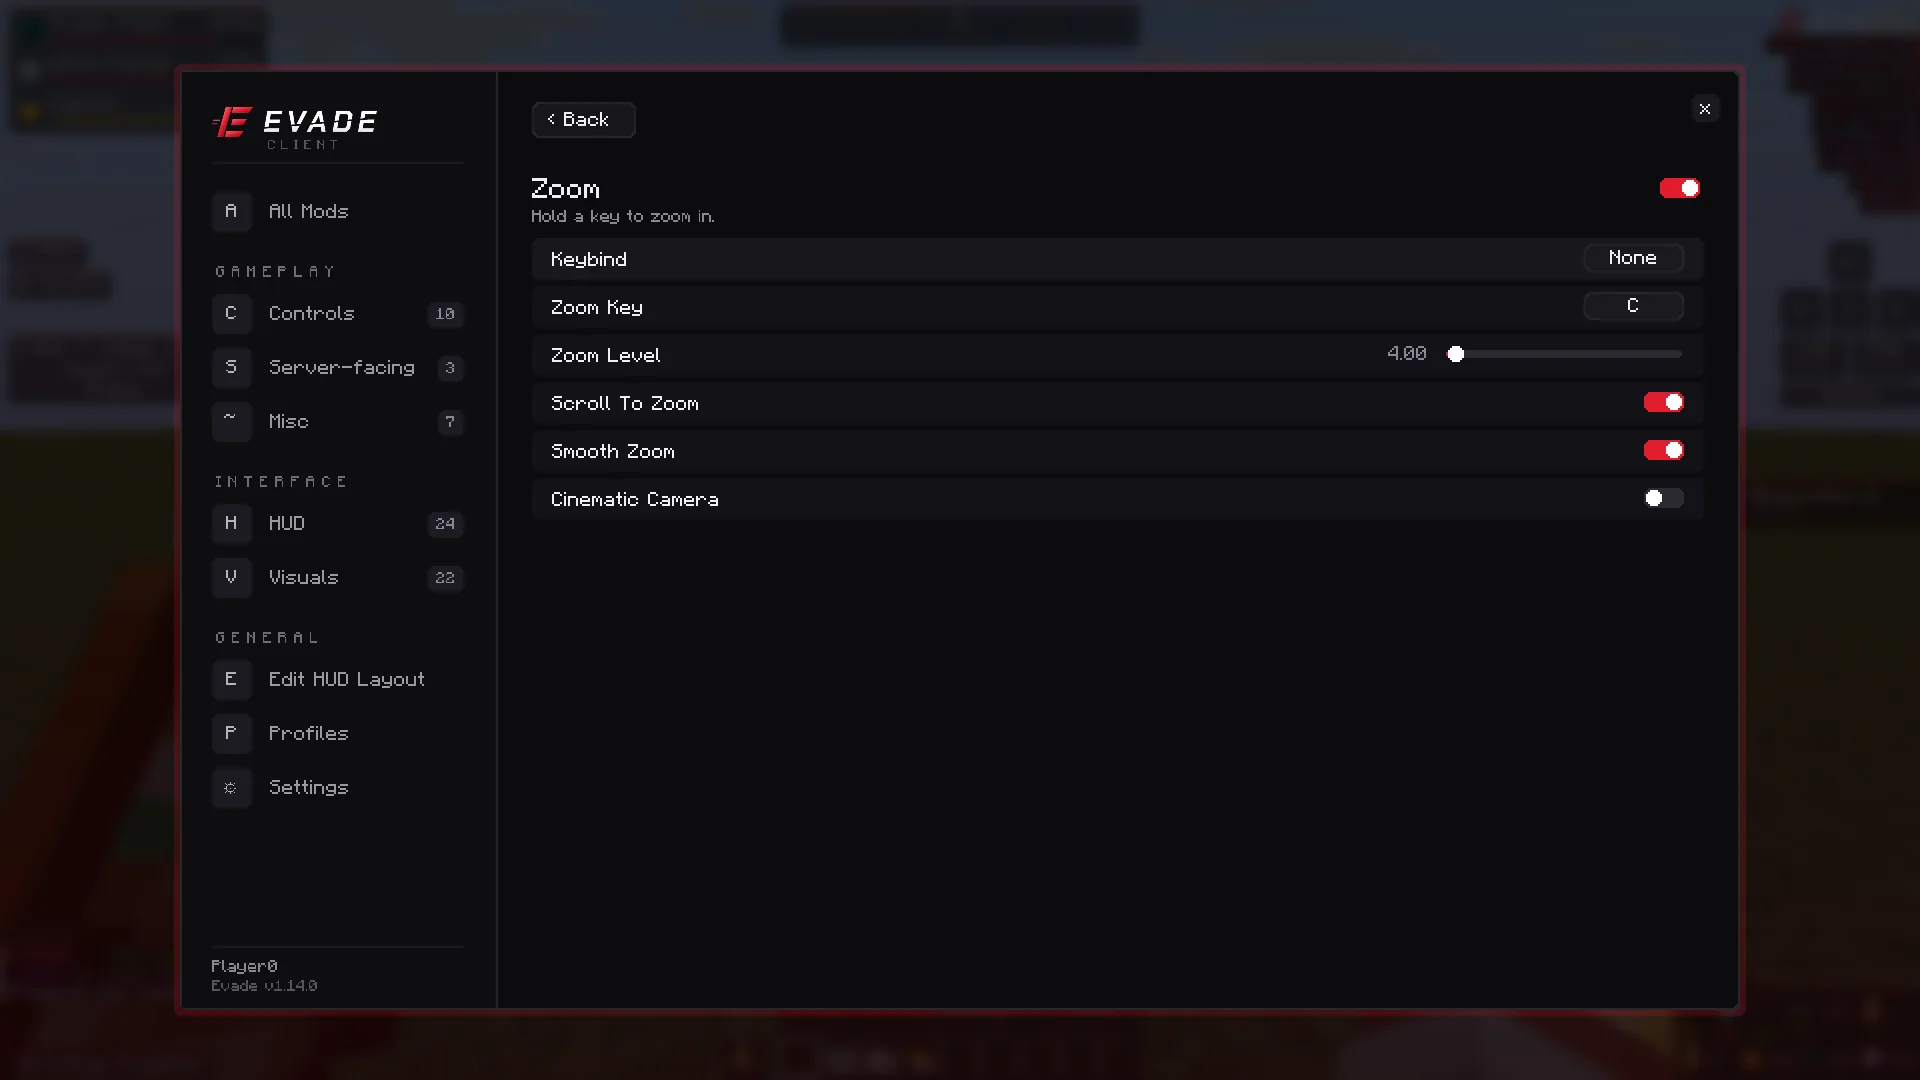 EVADE
CLIENT
A All Mods
GAMEPLAY
C Controls 10
S Server-facing 3
~ Misc 7
INTERFACE
H HUD 24
V Visuals 22
GENERAL
E Edit HUD Layout
P Profiles
Settings
Player0
Evade v1.14.0
‹ Back
×
Zoom
Hold a key to zoom in.
Keybind None
Zoom Key C
Zoom Level 4.00
Scroll To Zoom
Smooth Zoom
Cinematic Camera